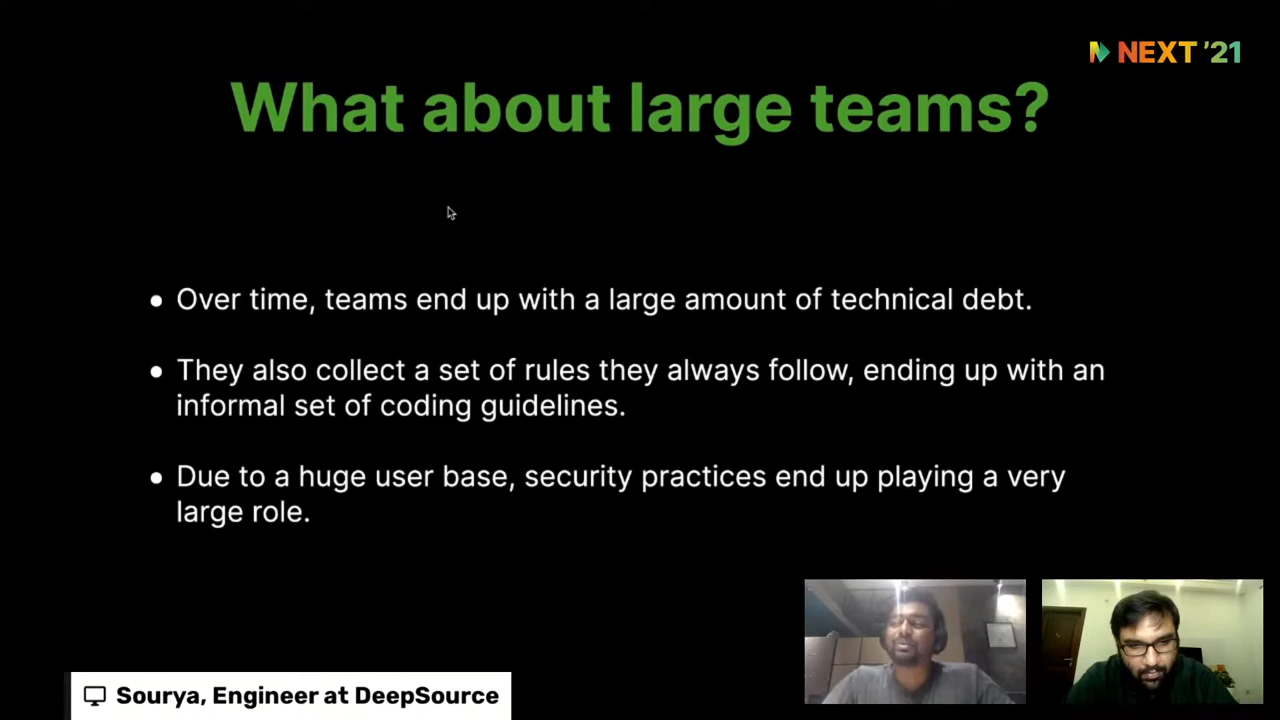 NEXT '21
What about large teams?
• Over time, teams end up with a large amount of technical debt.
• They also collect a set of rules they always follow, ending up with an
informal set of coding guidelines.
• Due to a huge user base, security practices end up playing a very
large role.
Sourya, Engineer at DeepSource